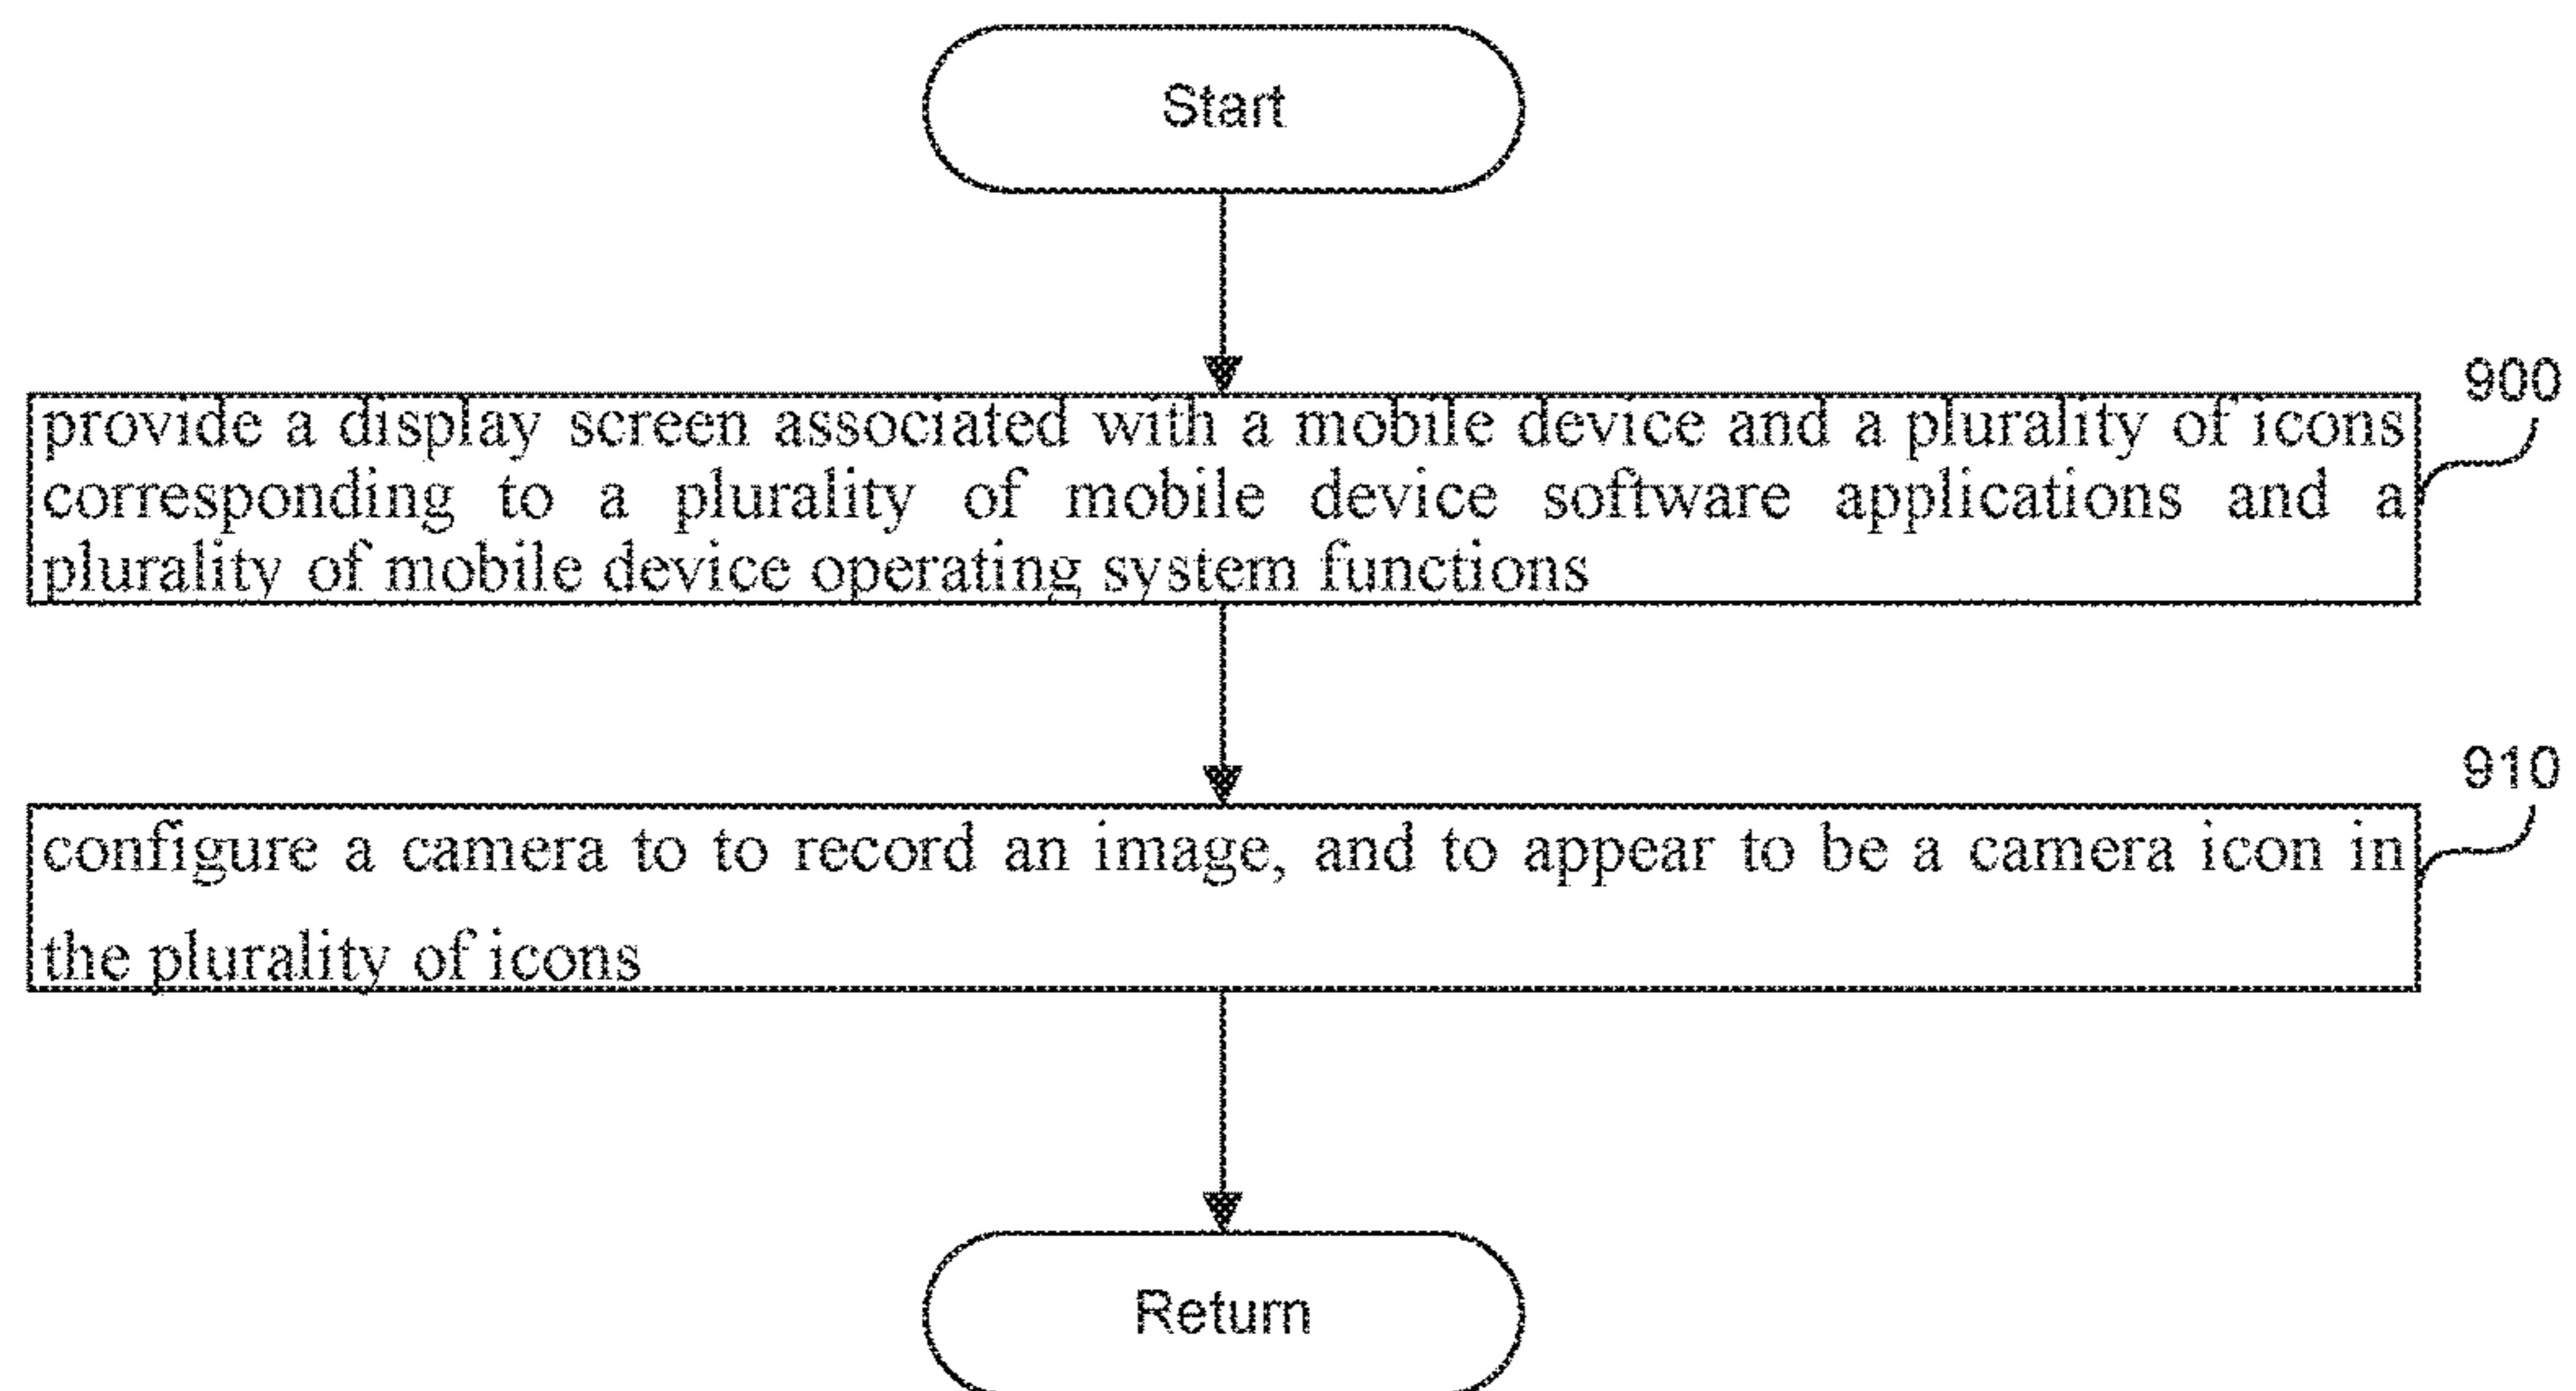 Start
900
provide a display screen associated with a mobile device and a plurality of icons
corresponding to a plurality of mobile device software applications and a
plurality of mobile device operating system functions
910
configure a camera to to record an image, and to appear to be a camera icon in
the plurality of icons
Return